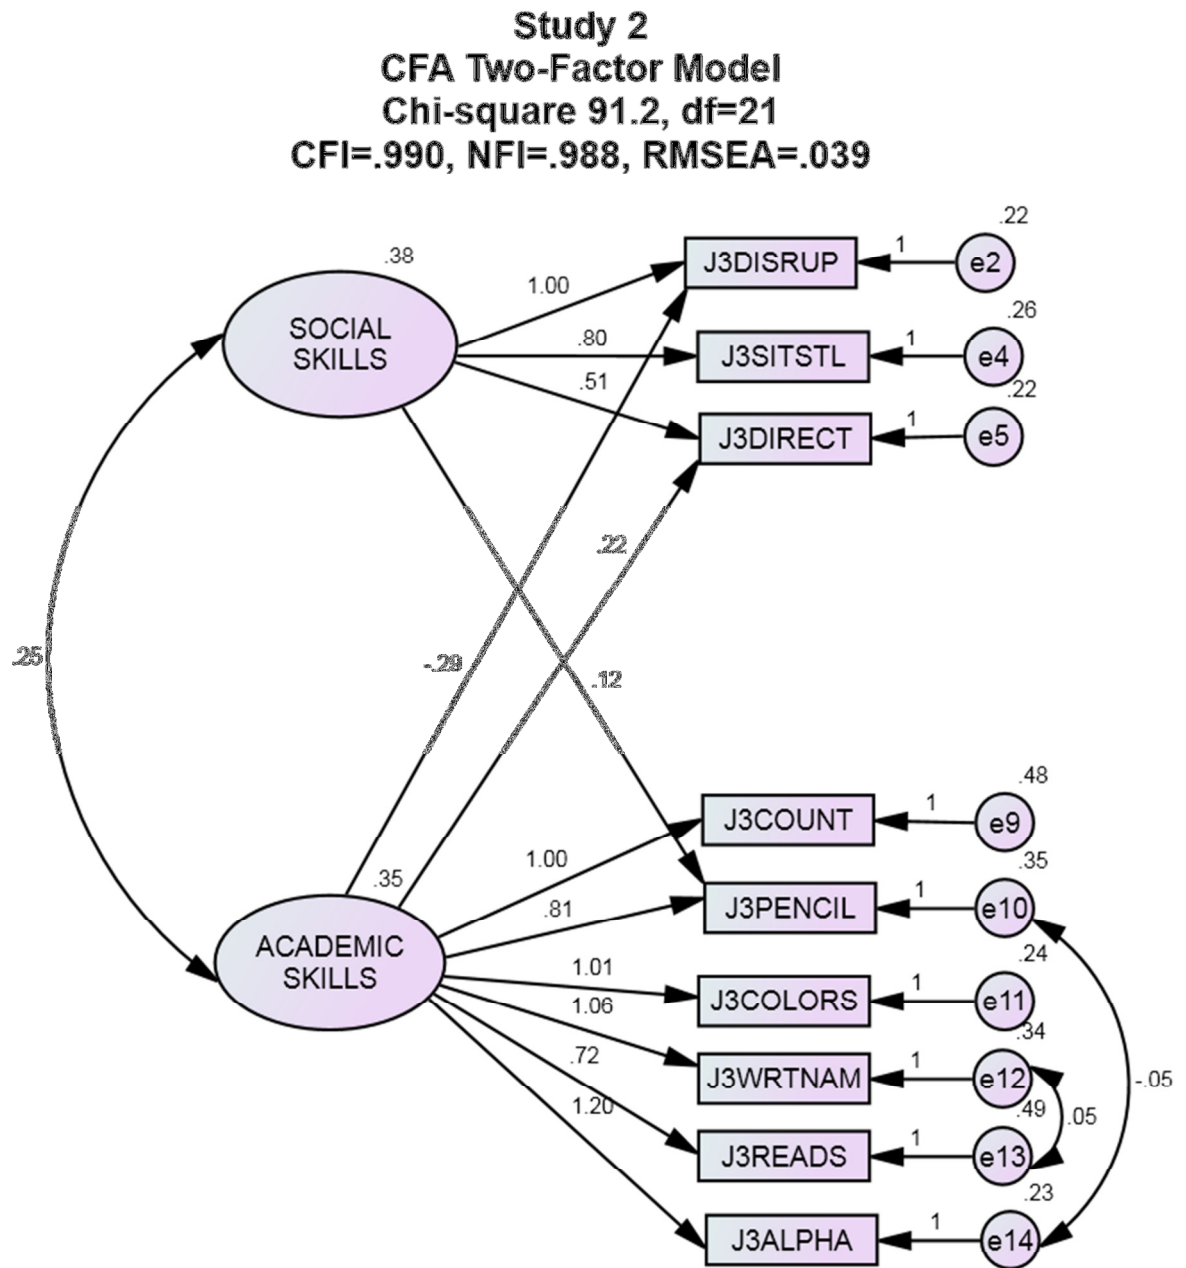 Study 2
CFA Two-Factor Model
Chi-square 91.2, df=21
CFI=.990, NFI=.988, RMSEA=.039
.22
.38
J3DISRUP
1
e2
1.00
.26
SOCIAL
SKILLS
.80
J3SITSTL
1
e4
.51
.22
J3DIRECT
1
e5
.22
.25
-.29
.12
.48
J3COUNT
1
e9
1.00
.35
.35
.81
J3PENCIL
1
e10
ACADEMIC
SKILLS
.24
1.01
J3COLORS
1
e11
1.06
.34
.72
J3WRTNAM
1
e12
-.05
1.20
.49
.05
J3READS
1
e13
.23
J3ALPHA
1
e14